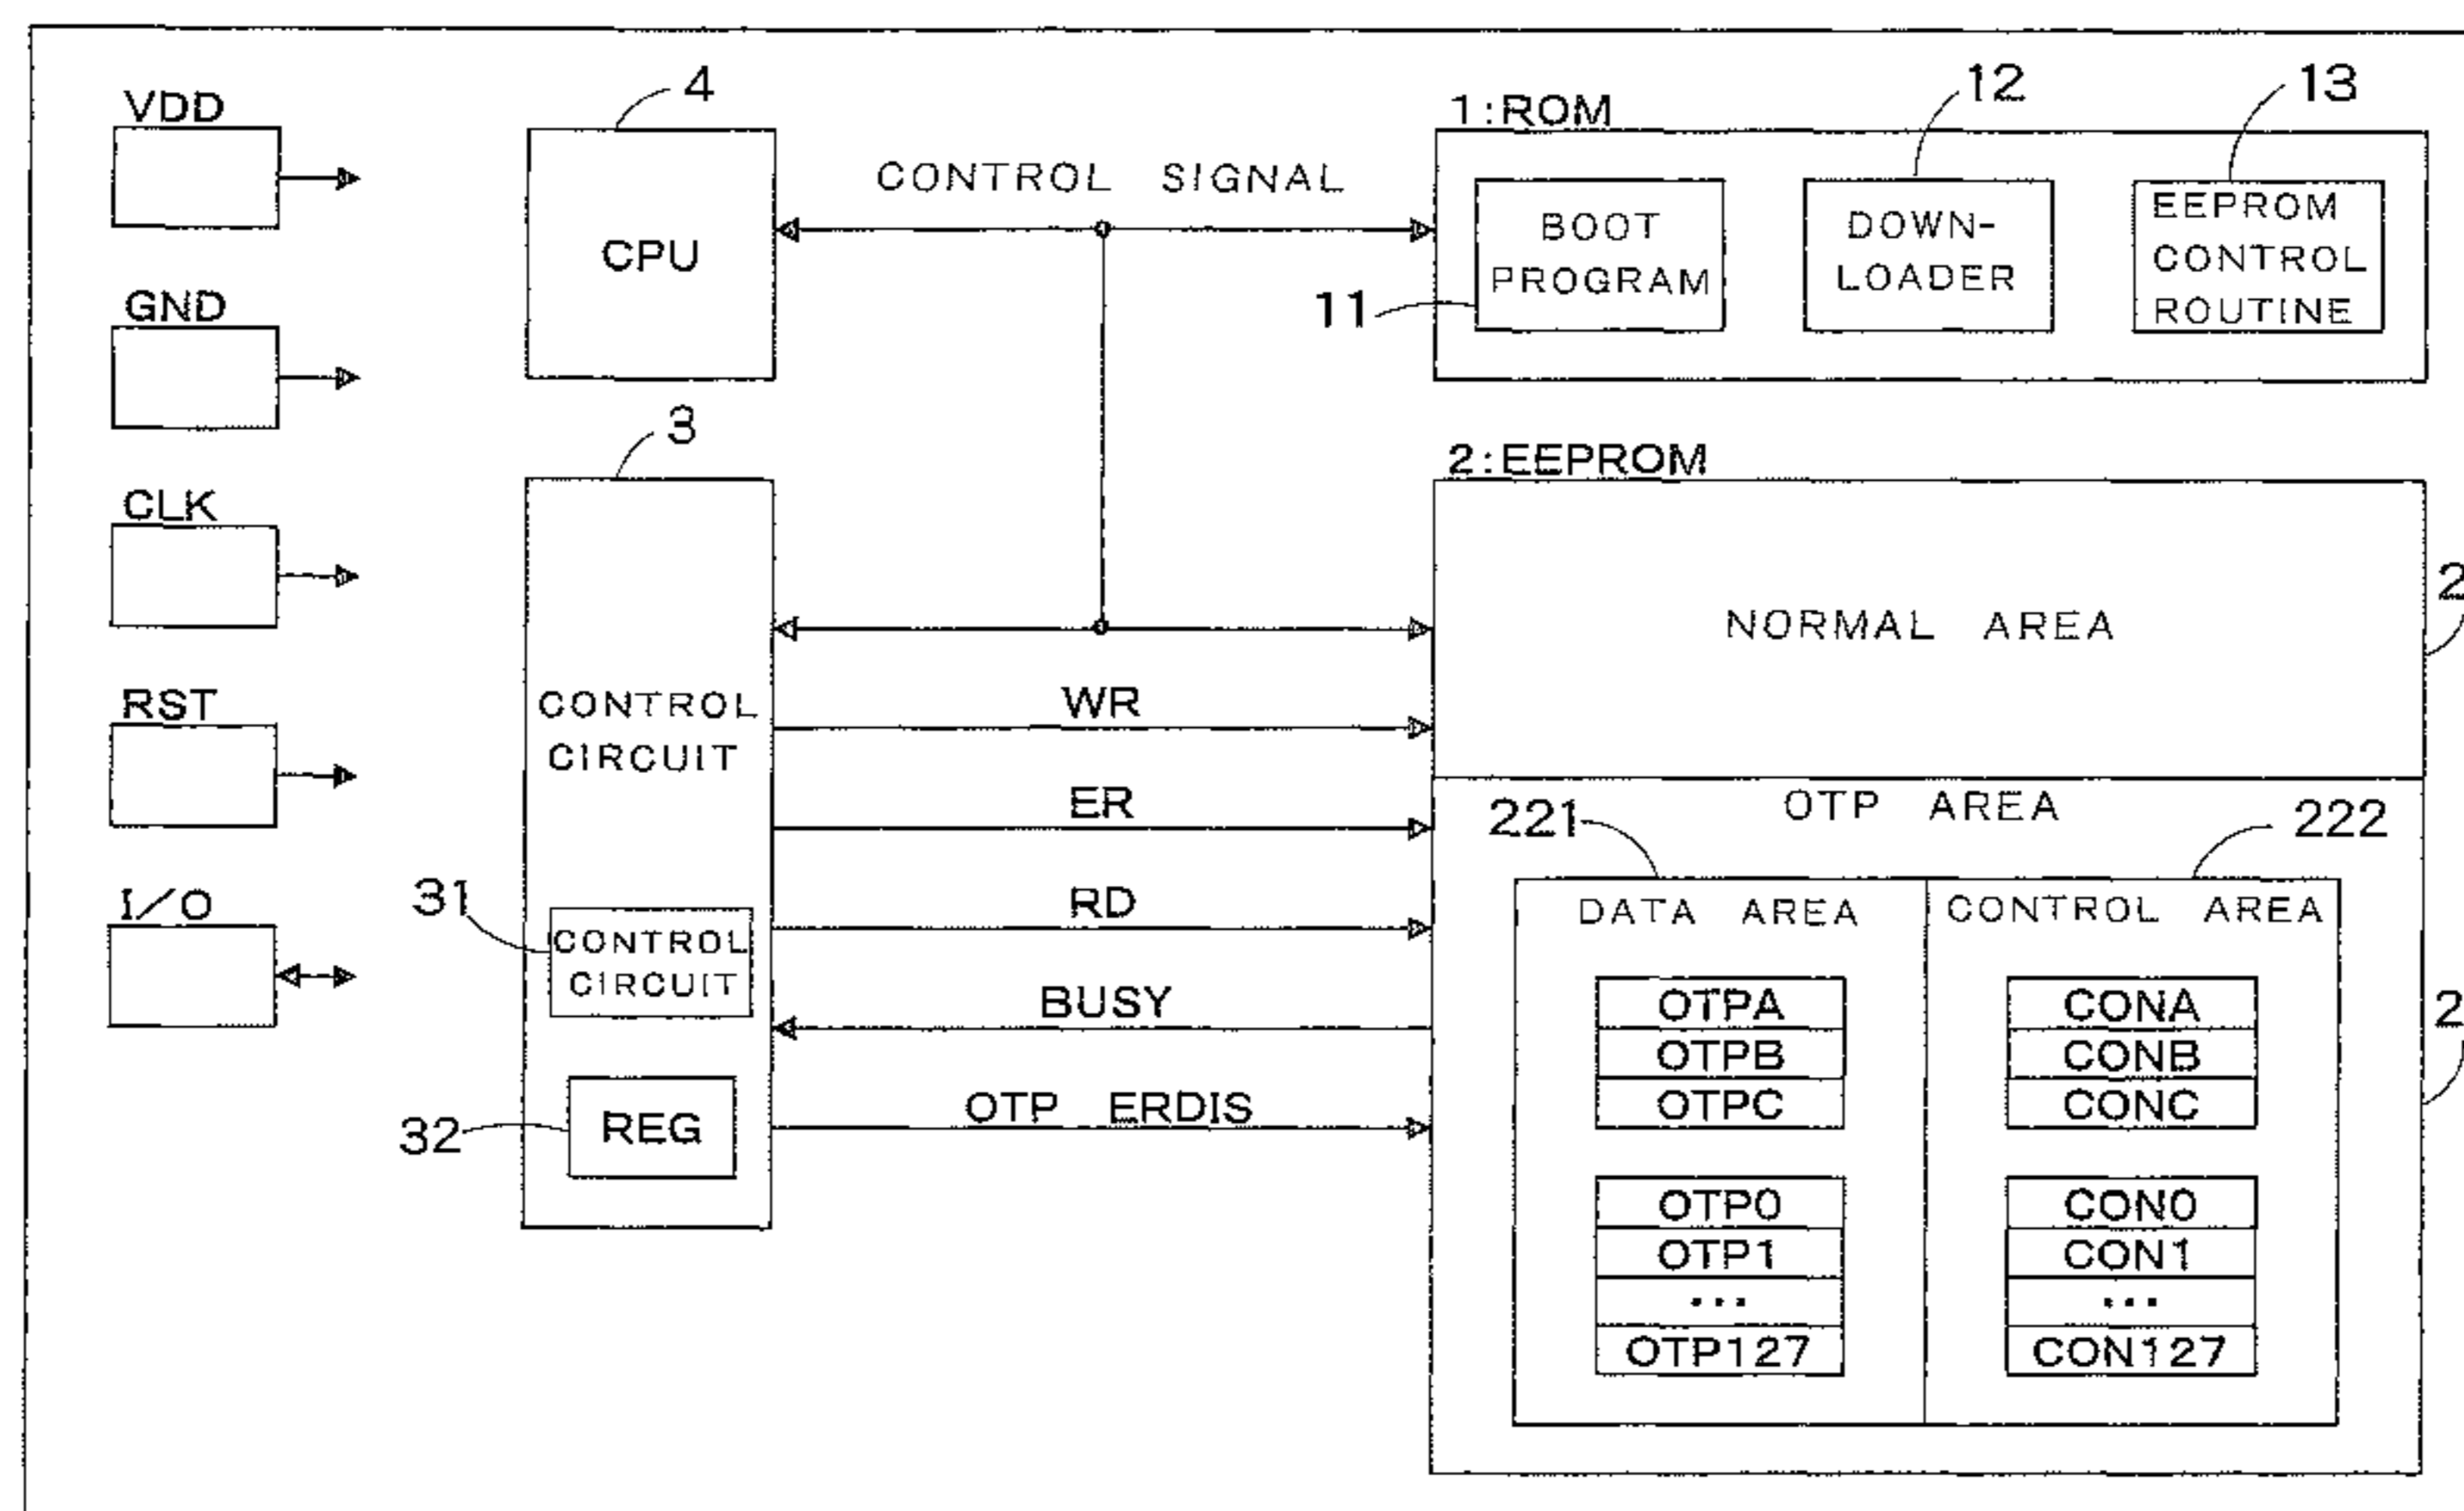 VDD
GND
CLK
RST
I/O
4
CPU
CONTROL SIGNAL
1:ROM
11
BOOT
PROGRAM
12
DOWN-
LOADER
13
EEPROM
CONTROL
ROUTINE
3
CONTROL
CIRCUIT
31
CONTROL
CIRCUIT
32
REG
WR
ER
RD
BUSY
OTP ERDIS
2:EEPROM
NORMAL AREA
2
OTP AREA
2
221
DATA AREA
OTPA
OTPB
OTPC
OTP0
OTP1
...
OTP127
222
CONTROL AREA
CONA
CONB
CONC
CON0
CON1
...
CON127